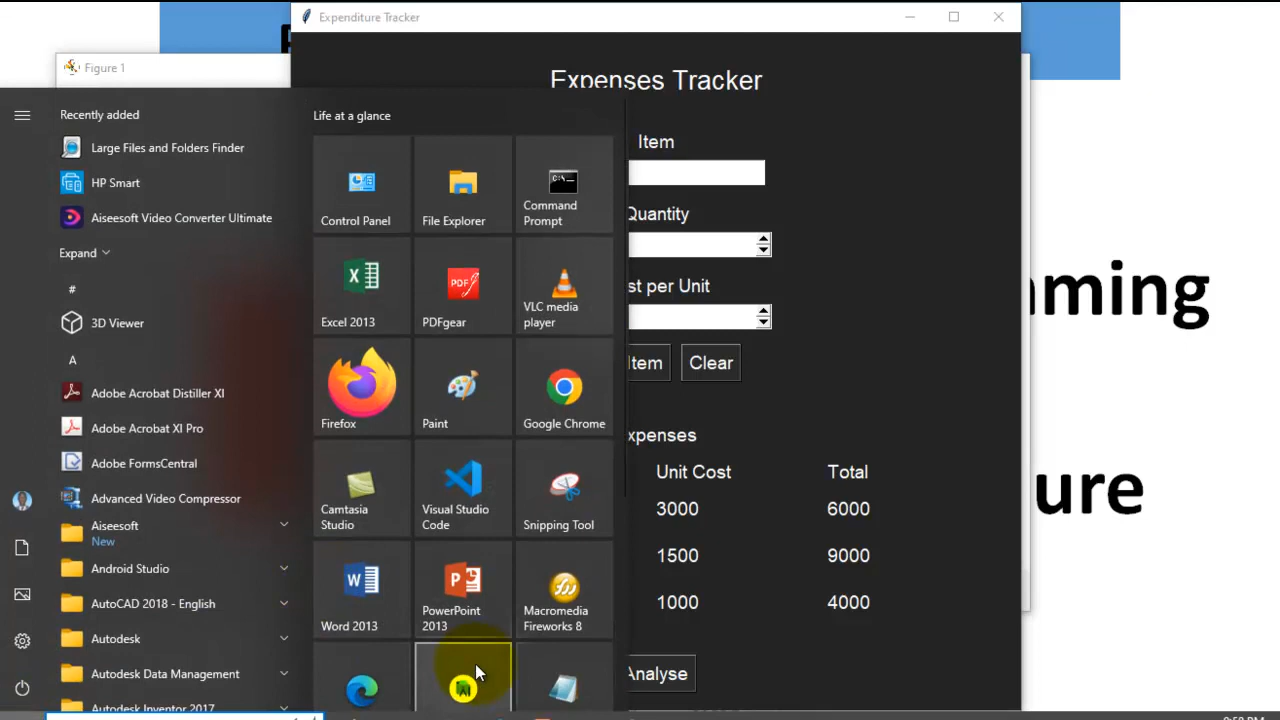 Expenditure Tracker
Figure 1
Expenses Tracker
Recently added
Large Files and Folders Finder
HP Smart
Aiseesoft Video Converter Ultimate
Expand
#
3D Viewer
A
Adobe Acrobat Distiller XI
Adobe Acrobat XI Pro
Adobe FormsCentral
Advanced Video Compressor
Aiseesoft
New
Android Studio
AutoCAD 2018 - English
Autodesk
Autodesk Data Management
Autodesk Inventor 2017
Life at a glance
Control Panel
File Explorer
Command
Prompt
Excel 2013
PDFgear
VLC media
player
Firefox
Paint
Google Chrome
Camtasia
Studio
Visual Studio
Code
Snipping Tool
Word 2013
PowerPoint
2013
Macromedia
Fireworks 8
Item
Quantity
st per Unit
Item
Clear
xpenses
Unit Cost
Total
3000
6000
1500
9000
1000
4000
Analyse
mming
ure